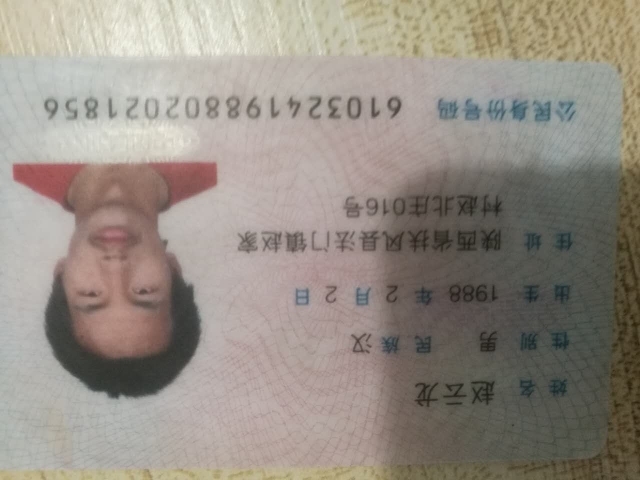 姓名 赵云龙
性别 男 民族 汉
出生 1988 年 2 月 2 日
住址 陕西省扶风县法门镇赵家
村赵北庄016号
公民身份号码 610324198802021856